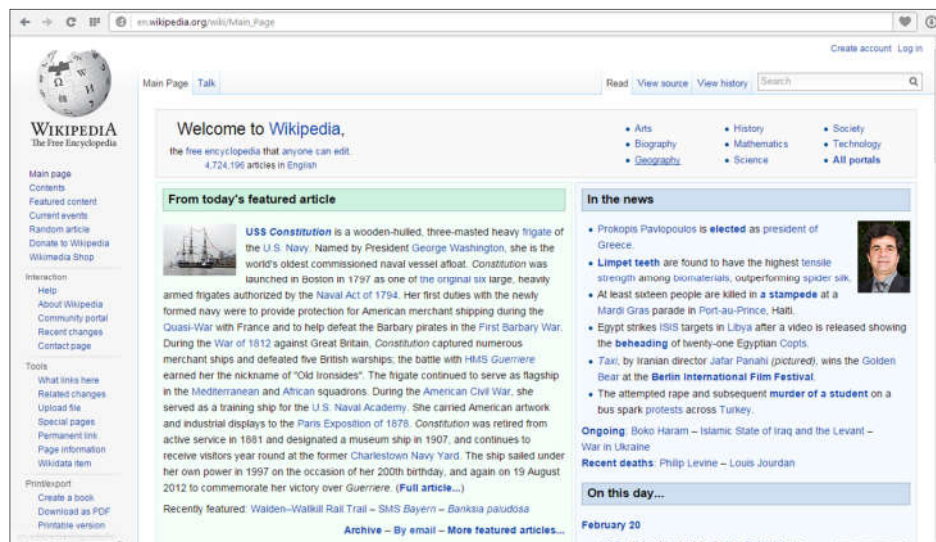 en.wikipedia.org/wiki/Main_Page
Create account Log in
Main Page Talk
Read View source View history Search
WIKIPEDIA
The Free Encyclopedia
Main page
Contents
Featured content
Current events
Random article
Donate to Wikipedia
Wikimedia Shop
Interaction
Help
About Wikipedia
Community portal
Recent changes
Contact page
Tools
What links here
Related changes
Upload file
Special pages
Permanent link
Page information
Wikidata item
Print/export
Create a book
Download as PDF
Printable version
Welcome to Wikipedia,
the free encyclopedia that anyone can edit.
4,724,196 articles in English
• Arts
• Biography
• Geography
• History
• Mathematics
• Science
• Society
• Technology
• All portals
From today's featured article
USS Constitution is a wooden-hulled, three-masted heavy frigate of
the U.S. Navy. Named by President George Washington, she is the
world's oldest commissioned naval vessel afloat. Constitution was
launched in Boston in 1797 as one of the original six large, heavily
armed frigates authorized by the Naval Act of 1794. Her first duties with the newly
formed navy were to provide protection for American merchant shipping during the
Quasi-War with France and to help defeat the Barbary pirates in the First Barbary War.
During the War of 1812 against Great Britain, Constitution captured numerous
merchant ships and defeated five British warships; the battle with HMS Guerriere
earned her the nickname of "Old Ironsides". The frigate continued to serve as flagship
in the Mediterranean and African squadrons. During the American Civil War, she
served as a training ship for the U.S. Naval Academy. She carried American artwork
and industrial displays to the Paris Exposition of 1878. Constitution was retired from
active service in 1881 and designated a museum ship in 1907, and continues to
receive visitors year round at the former Charlestown Navy Yard. The ship sailed under
her own power in 1997 on the occasion of her 200th birthday, and again on 19 August
2012 to commemorate her victory over Guerriere. (Full article...)
Recently featured: Walden–Wallkill Rail Trail – SMS Bayern – Banksia paludosa
Archive – By email – More featured articles...
In the news
• Prokopis Pavlopoulos is elected as president of
Greece.
• Limpet teeth are found to have the highest tensile
strength among biomaterials, outperforming spider silk.
• At least sixteen people are killed in a stampede at a
Mardi Gras parade in Port-au-Prince, Haiti.
• Egypt strikes ISIS targets in Libya after a video is released showing
the beheading of twenty-one Egyptian Copts.
• Taxi, by Iranian director Jafar Panahi (pictured), wins the Golden
Bear at the Berlin International Film Festival.
• The attempted rape and subsequent murder of a student on a
bus spark protests across Turkey.
Ongoing: Boko Haram – Islamic State of Iraq and the Levant –
War in Ukraine
Recent deaths: Philip Levine – Louis Jourdan
On this day...
February 20